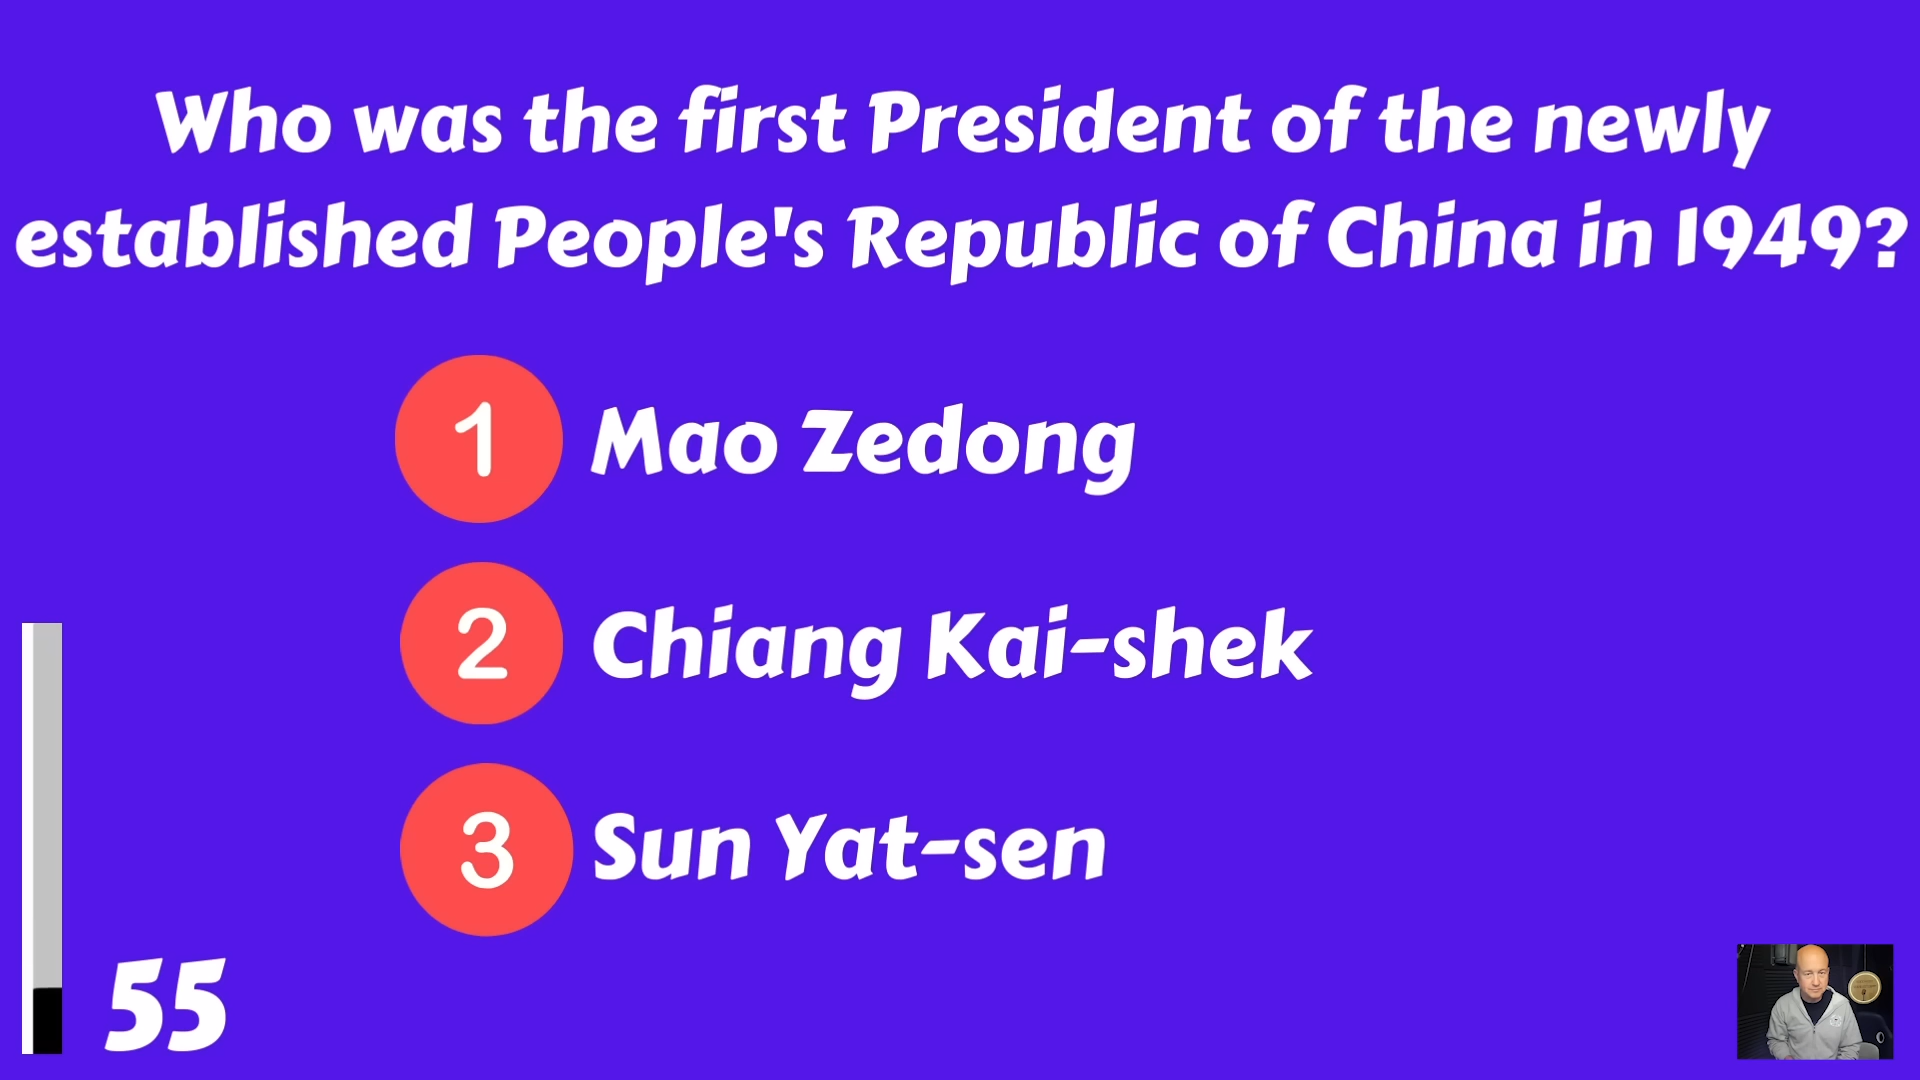 Who was the first President of the newly
established People's Republic of China in 1949?
1 Mao Zedong
2 Chiang Kai-shek
3 Sun Yat-sen
55